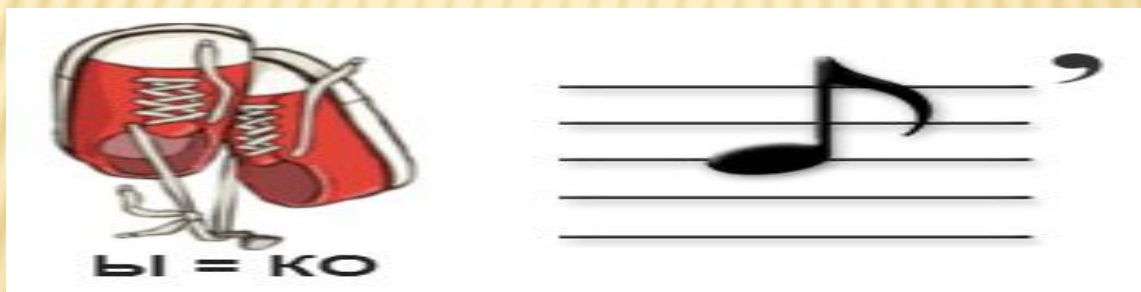 ,
ы = ко